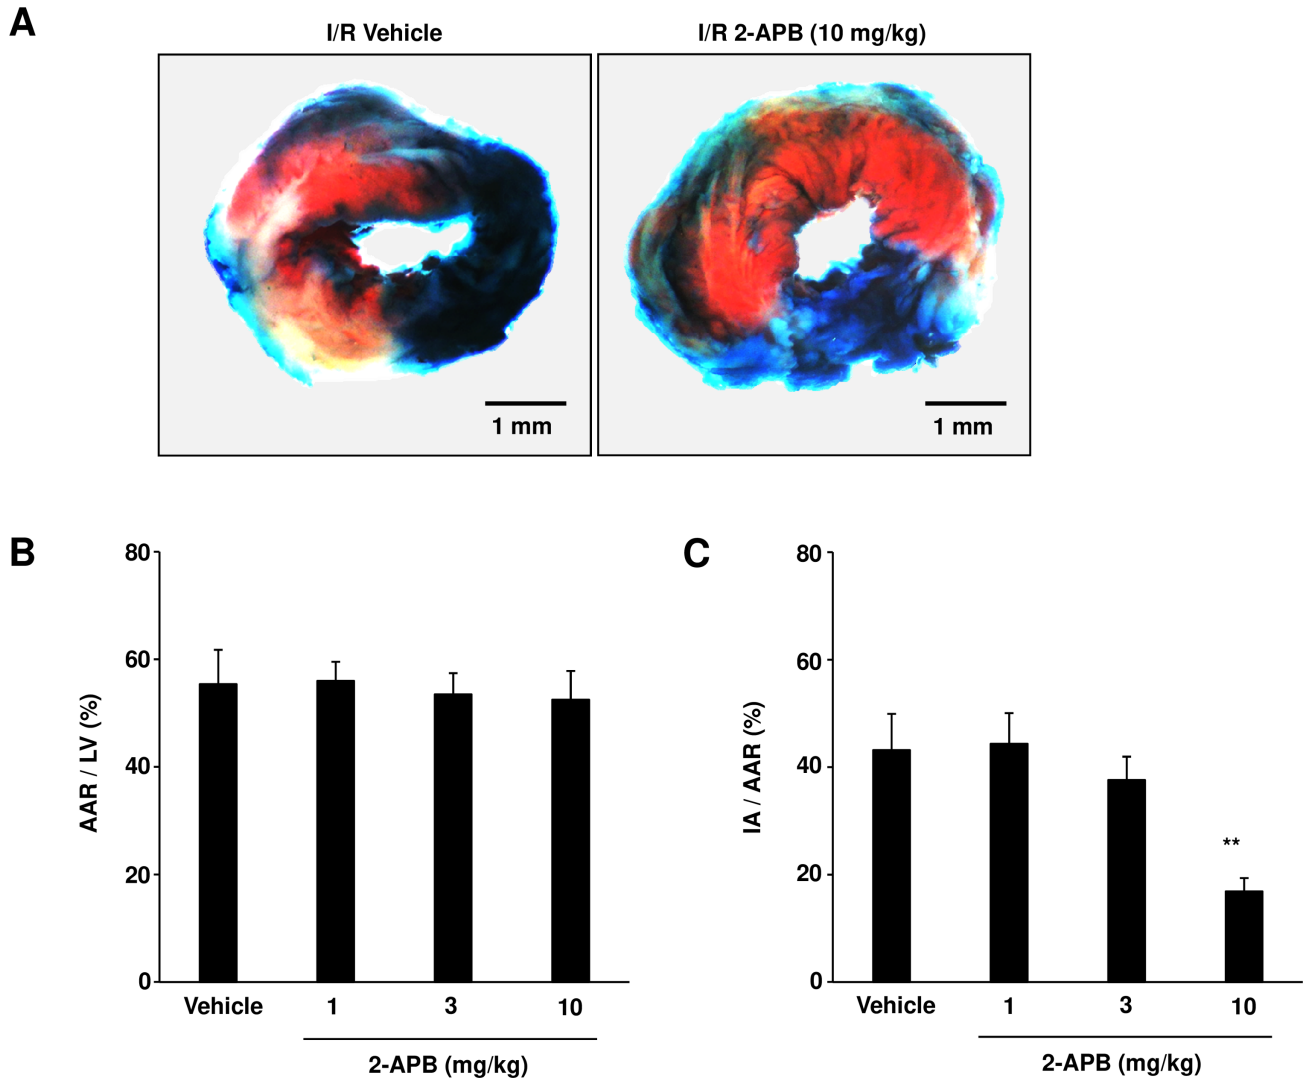 A
I/R Vehicle
I/R 2-APB (10 mg/kg)
1 mm
1 mm
B
80
60
40
20
0
AAR / LV (%)
Vehicle
1
3
10
2-APB (mg/kg)
C
80
60
40
20
0
IA / AAR (%)
**
Vehicle
1
3
10
2-APB (mg/kg)